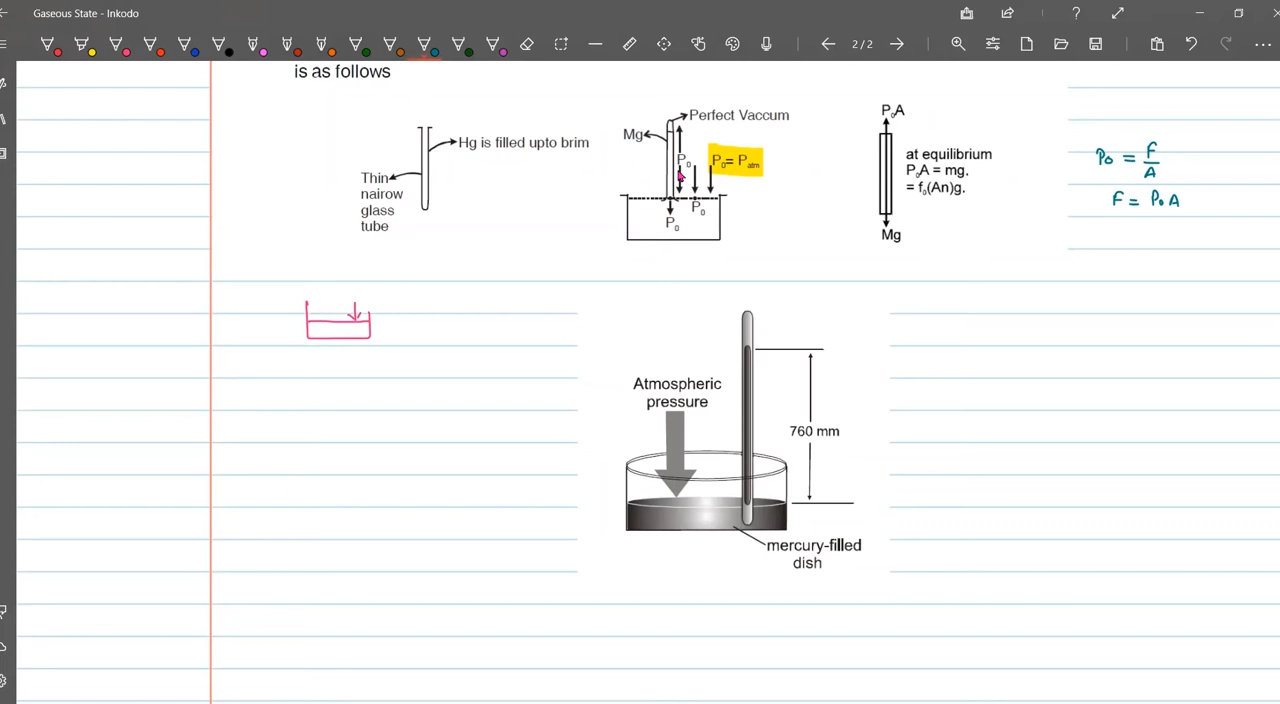 Gaseous State - Inkodo
2/2
is as follows
Hg is filled upto brim
Thin
nairow
glass
tube
Perfect Vaccum
Mg
P₀
P₀= Pₐₜₘ
P₀
P₀
P₀A
at equilibrium
P₀A = mg.
= f₀(An)g.
Mg
P₀ = F/A
F = P₀A
Atmospheric
pressure
760 mm
mercury-filled
dish